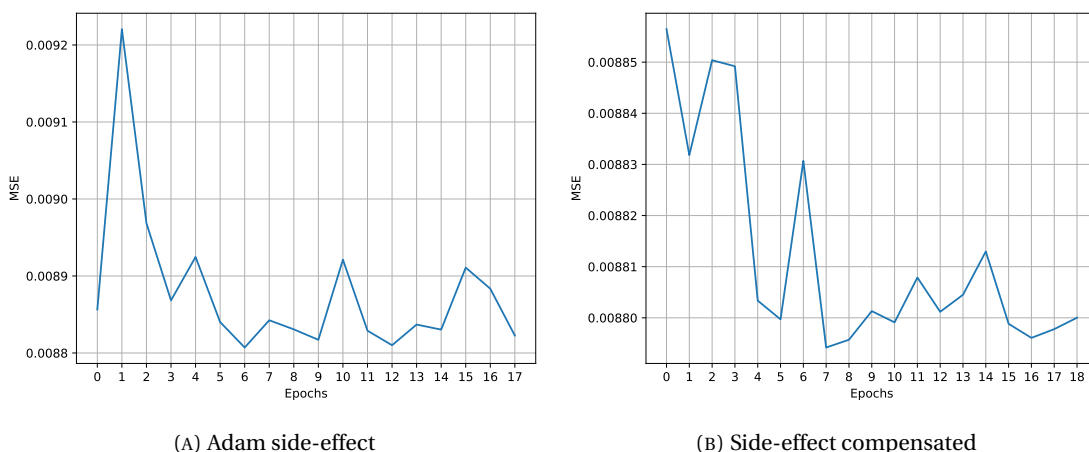 0.0092
0.0091
0.0090
0.0089
0.0088
MSE
0 1 2 3 4 5 6 7 8 9 10 11 12 13 14 15 16 17
Epochs
(A) Adam side-effect
0.00885
0.00884
0.00883
0.00882
0.00881
0.00880
MSE
0 1 2 3 4 5 6 7 8 9 10 11 12 13 14 15 16 17 18
Epochs
(B) Side-effect compensated